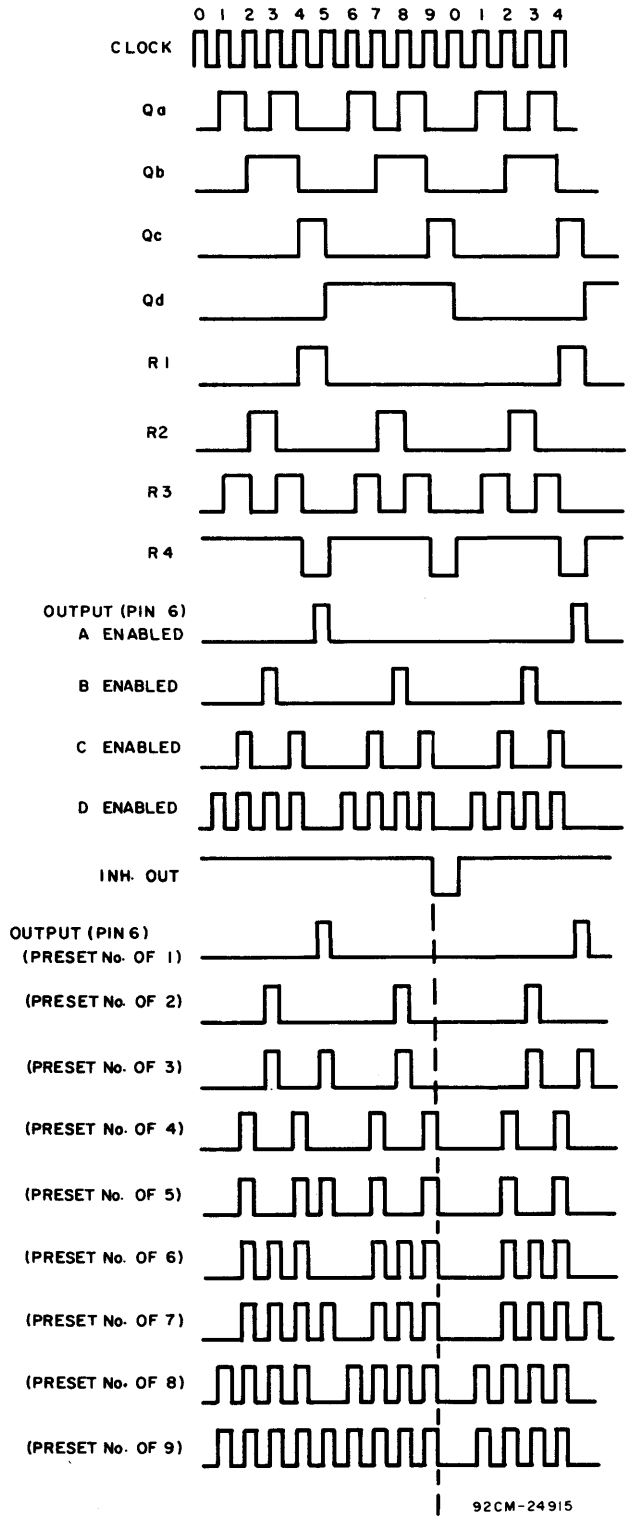 0 1 2 3 4 5 6 7 8 9 0 1 2 3 4
CLOCK
Qa
Qb
Qc
Qd
R1
R2
R3
R4
OUTPUT (PIN 6)
A ENABLED
B ENABLED
C ENABLED
D ENABLED
INH. OUT
OUTPUT (PIN 6)
(PRESET No. OF 1)
(PRESET No. OF 2)
(PRESET No. OF 3)
(PRESET No. OF 4)
(PRESET No. OF 5)
(PRESET No. OF 6)
(PRESET No. OF 7)
(PRESET No. OF 8)
(PRESET No. OF 9)
92CM-24915